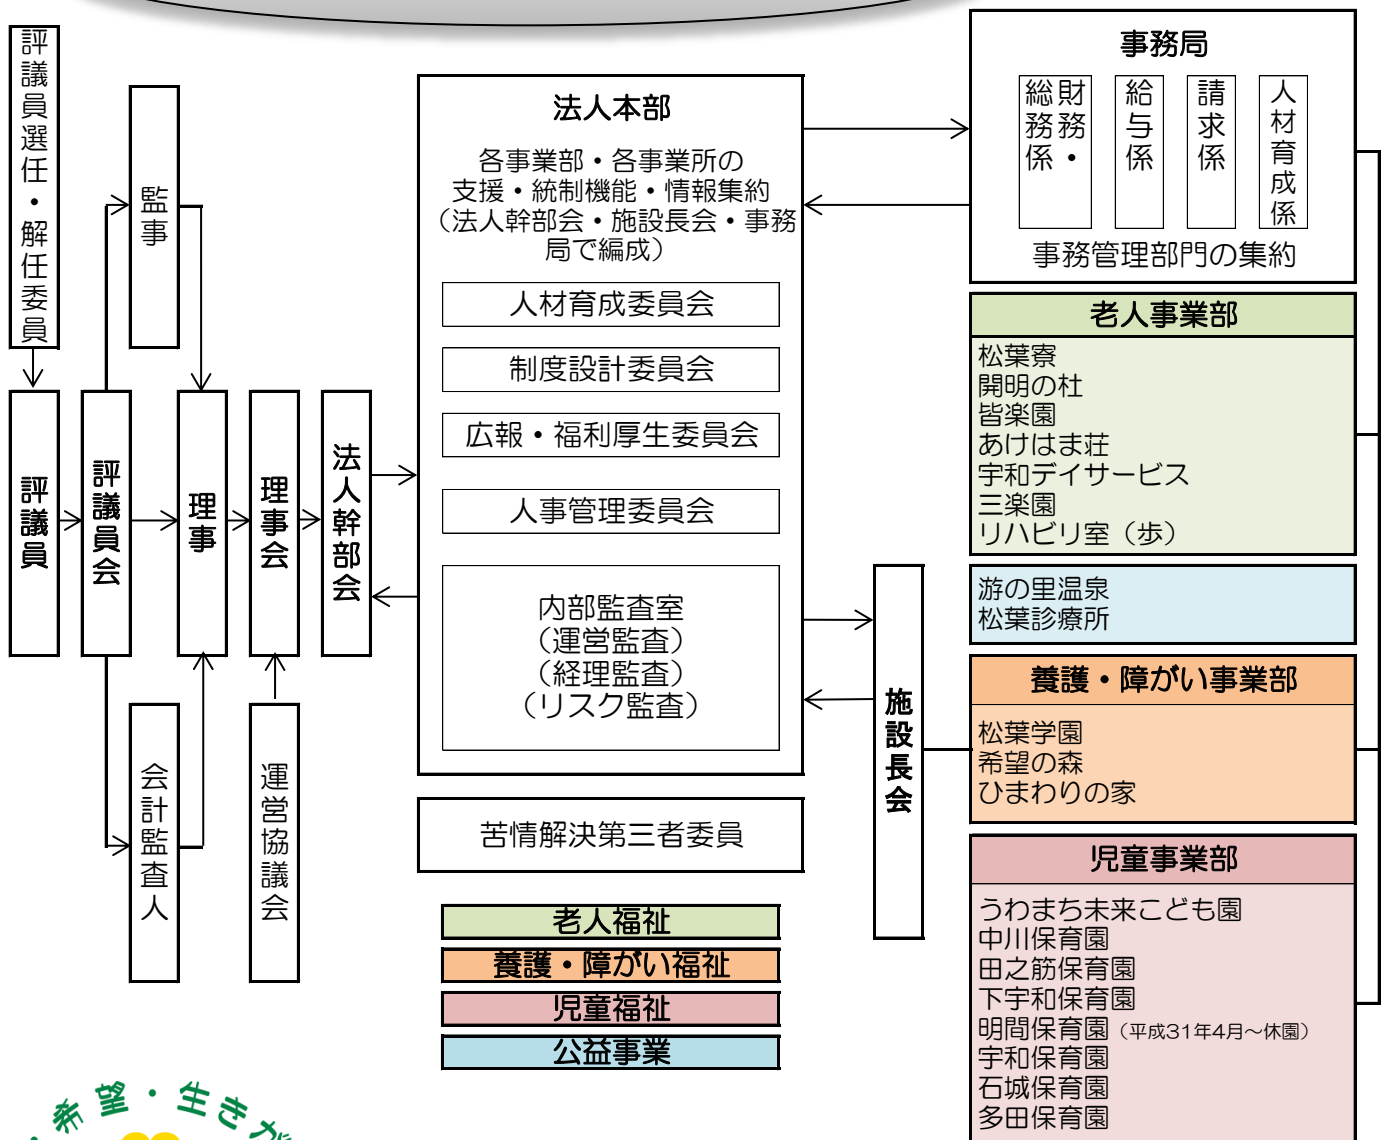 評議員選任・解任委員
監事
評議員
評議員会
理事
理事会
法人幹部会
会計監査人
運営協議会
法人本部
各事業部・各事業所の
支援・統制機能・情報集約
（法人幹部会・施設長会・事務
局で編成）
人材育成委員会
制度設計委員会
広報・福利厚生委員会
人事管理委員会
内部監査室
（運営監査）
（経理監査）
（リスク監査）
苦情解決第三者委員
老人福祉
養護・障がい福祉
児童福祉
公益事業
施設長会
事務局
財務・
総務係
給与係
請求係
人材育成係
事務管理部門の集約
老人事業部
松葉寮
開明の杜
皆楽園
あけはま荘
宇和デイサービス
三楽園
リハビリ室（歩）
游の里温泉
松葉診療所
養護・障がい事業部
松葉学園
希望の森
ひまわりの家
児童事業部
うわまち未来こども園
中川保育園
田之筋保育園
下宇和保育園
明間保育園（平成31年4月～休園）
宇和保育園
石城保育園
多田保育園
・希望・生きが